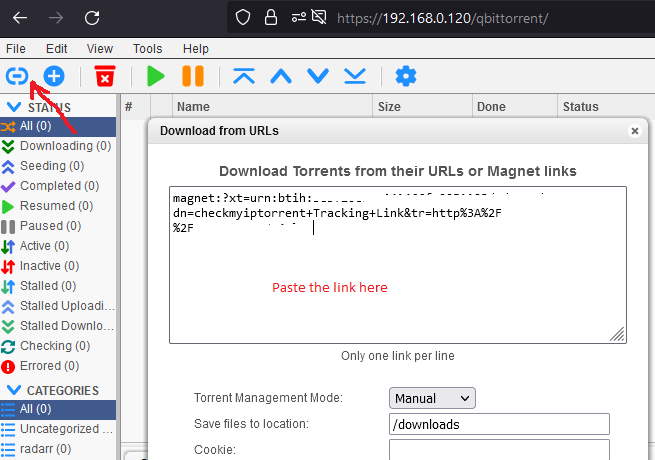 https://192.168.0.120/qbittorrent/
File Edit View Tools Help
STATUS
All (0)
Downloading (0)
Seeding (0)
Completed (0)
Resumed (0)
Paused (0)
Active (0)
Inactive (0)
Stalled (0)
Stalled Uploadi...
Stalled Downlo...
Checking (0)
Errored (0)
CATEGORIES
All (0)
Uncategorized ...
radarr (0)
# Name Size Done Status
Download from URLs
Download Torrents from their URLs or Magnet links
magnet:?xt=urn:btih:
dn=checkmyiptorrent+Tracking+Link&tr=http%3A%2F
%2F
Paste the link here
Only one link per line
Torrent Management Mode: Manual
Save files to location: /downloads
Cookie: